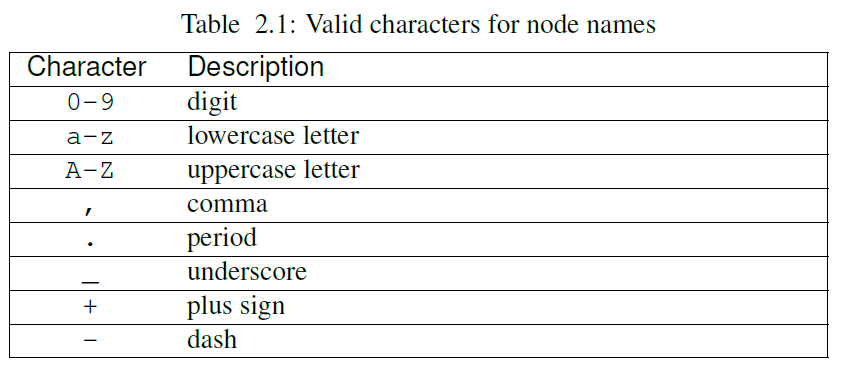 Table 2.1: Valid characters for node names
Character Description
0-9 digit
a-z lowercase letter
A-Z uppercase letter
, comma
. period
_ underscore
+ plus sign
- dash